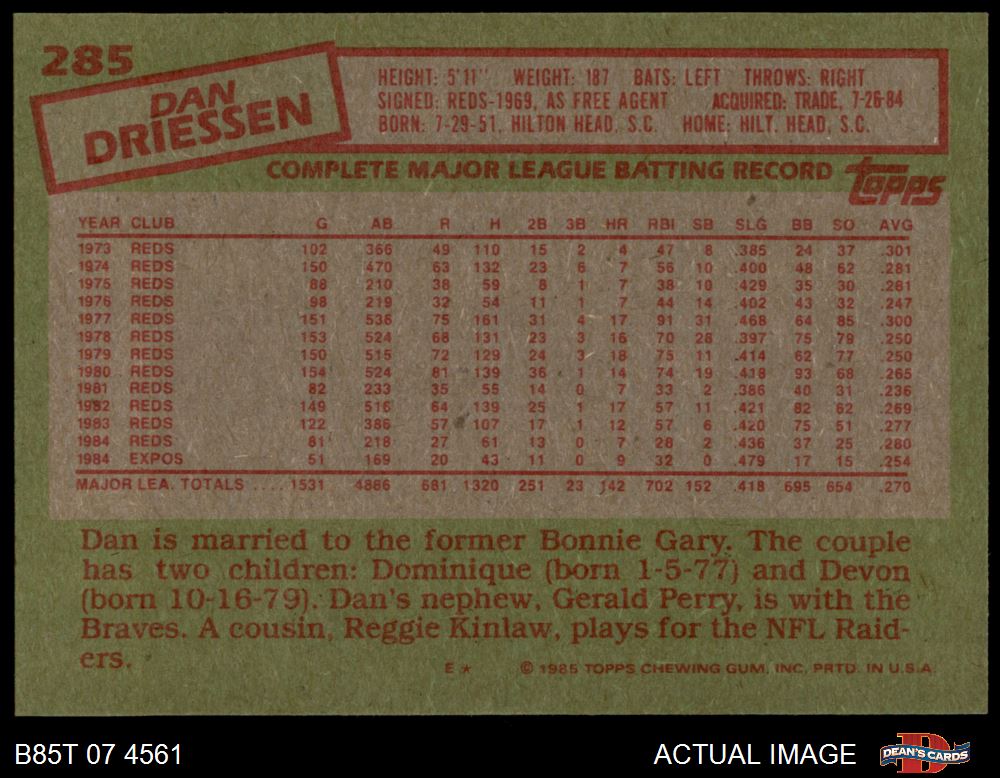 285
DAN
DRIESSEN
HEIGHT: 5'11" WEIGHT: 187 BATS: LEFT THROWS: RIGHT
SIGNED: REDS-1969, AS FREE AGENT ACQUIRED: TRADE, 7-26-84
BORN: 7-29-51, HILTON HEAD, S.C. HOME: HILT. HEAD, S.C.
COMPLETE MAJOR LEAGUE BATTING RECORD
topps
YEAR CLUB G AB R H 2B 3B HR RBI SB SLG BB SO AVG
1973 REDS 102 366 49 110 15 2 4 47 8 .385 24 37 .301
1974 REDS 150 470 63 132 23 6 7 56 10 .400 48 62 .281
1975 REDS 88 210 38 59 8 1 7 38 10 .429 35 30 .281
1976 REDS 98 219 32 54 11 1 7 44 14 .402 43 32 .247
1977 REDS 151 536 75 161 31 4 17 91 31 .468 64 85 .300
1978 REDS 153 524 68 131 23 3 16 70 28 .397 75 79 .250
1979 REDS 150 515 72 129 24 3 18 75 11 .414 62 77 .250
1980 REDS 154 524 81 139 36 1 14 74 19 .418 93 68 .265
1981 REDS 82 233 35 55 14 0 7 33 2 .386 40 31 .236
1982 REDS 149 516 64 139 25 1 17 57 11 .421 82 62 .269
1983 REDS 122 386 57 107 17 1 12 57 6 .420 75 51 .277
1984 REDS 81 218 27 61 13 0 7 28 2 .436 37 25 .280
1984 EXPOS 51 169 20 43 11 0 9 32 0 .479 17 15 .254
MAJOR LEA. TOTALS .... 1531 4886 681 1320 251 23 142 702 152 .418 695 654 .270
Dan is married to the former Bonnie Gary. The couple
has two children: Dominique (born 1-5-77) and Devon
(born 10-16-79). Dan's nephew, Gerald Perry, is with the
Braves. A cousin, Reggie Kinlaw, plays for the NFL Raid-
ers.
E ★ © 1985 TOPPS CHEWING GUM, INC. PRTD. IN U.S.A.
B85T 07 4561 ACTUAL IMAGE DEAN'S CARDS